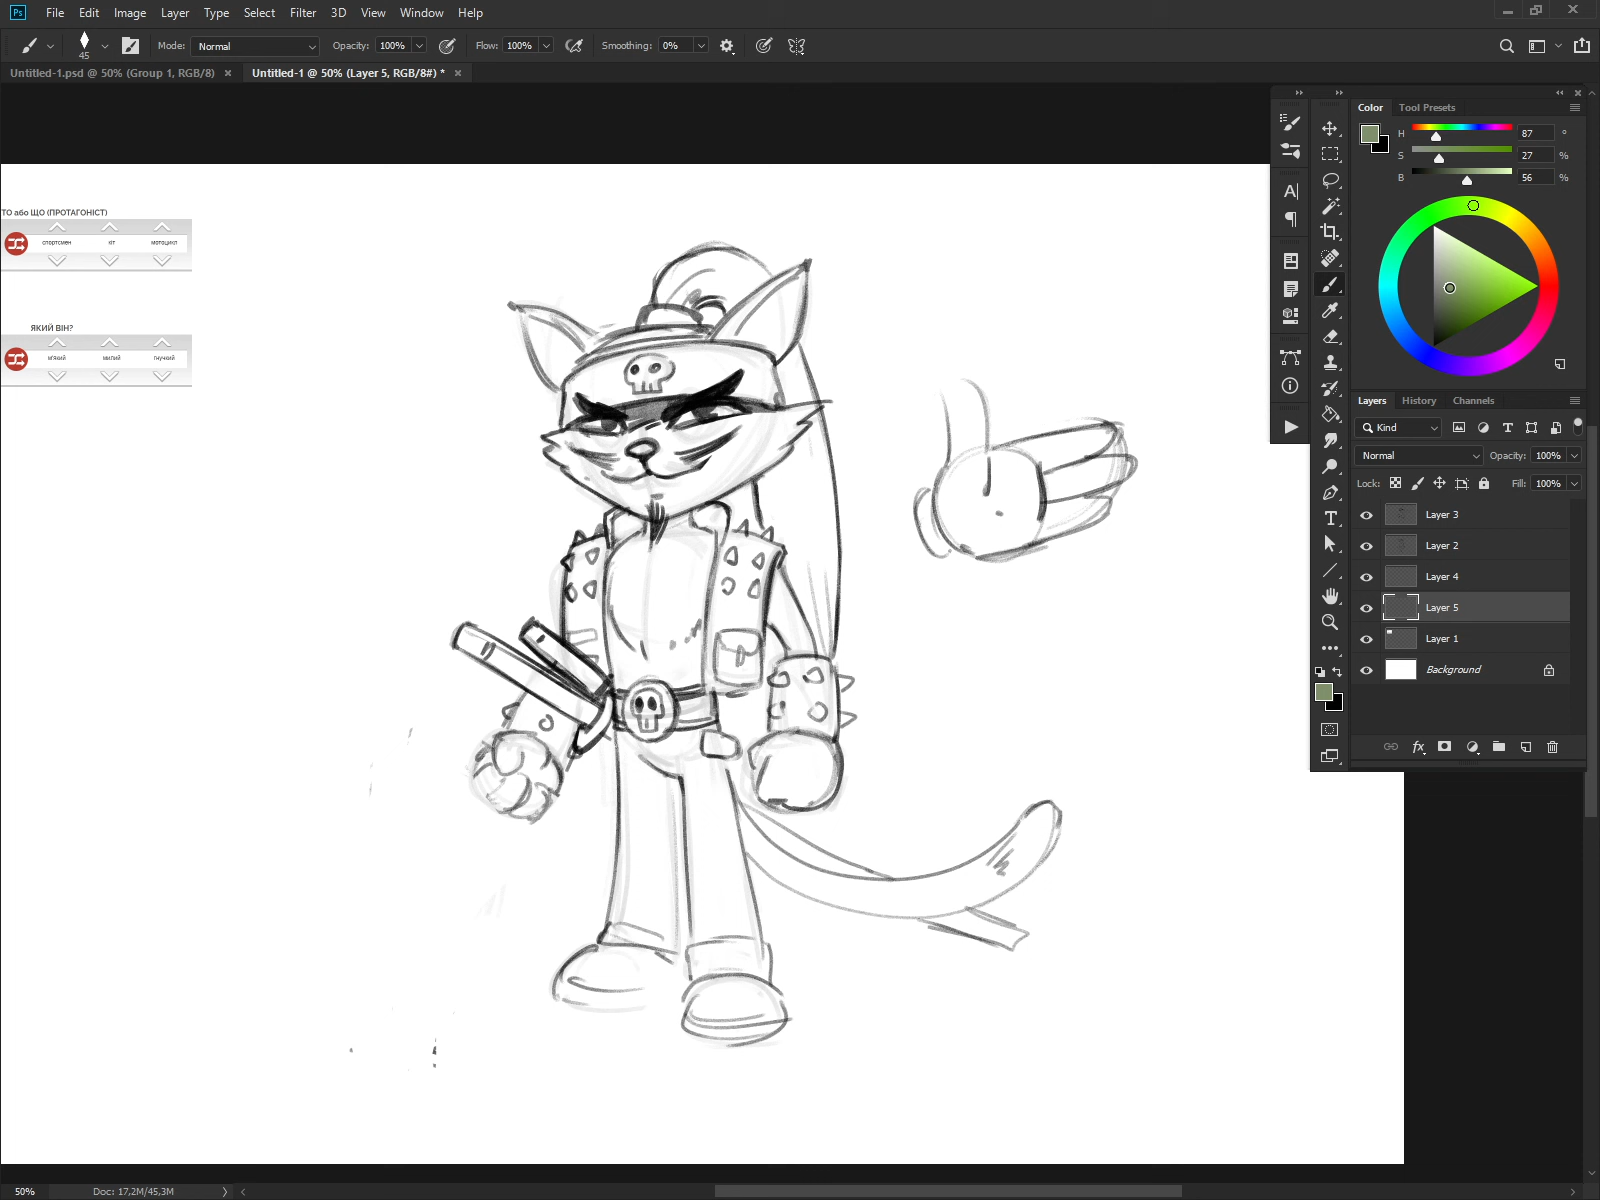 Ps File Edit Image Layer Type Select Filter 3D View Window Help
45 Mode: Normal Opacity: 100% Flow: 100% Smoothing: 0%
Untitled-1.psd @ 50% (Group 1, RGB/8) × Untitled-1 @ 50% (Layer 5, RGB/8#) * ×
Color Tool Presets
H 87 °
S 27 %
B 56 %
ТО або ЩО (ПРОТАГОНІСТ)
спортсмен кіт мотоцикл
ЯКИЙ ВІН?
м'який милий гнучкий
Layers History Channels
Kind
Normal Opacity: 100%
Lock: Fill: 100%
Layer 3
Layer 2
Layer 4
Layer 5
Layer 1
Background
fx
50% Doc: 17,2M/45,3M